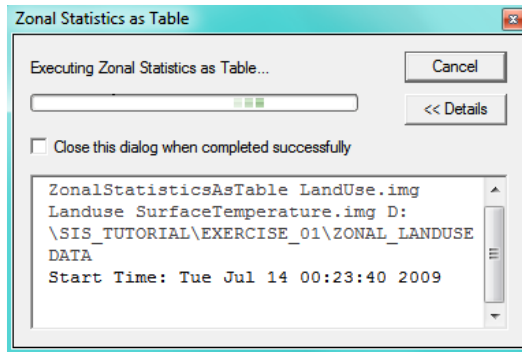 Zonal Statistics as Table
Executing Zonal Statistics as Table...
Cancel
<< Details
Close this dialog when completed successfully
ZonalStatisticsAsTable LandUse.img
Landuse SurfaceTemperature.img D:
\SIS_TUTORIAL\EXERCISE_01\ZONAL_LANDUSE
DATA
Start Time: Tue Jul 14 00:23:40 2009